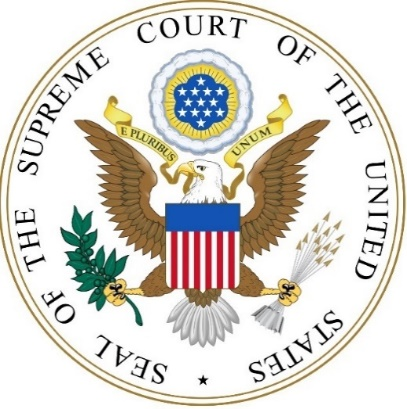 SEAL OF THE SUPREME COURT OF THE UNITED STATES
E PLURIBUS UNUM